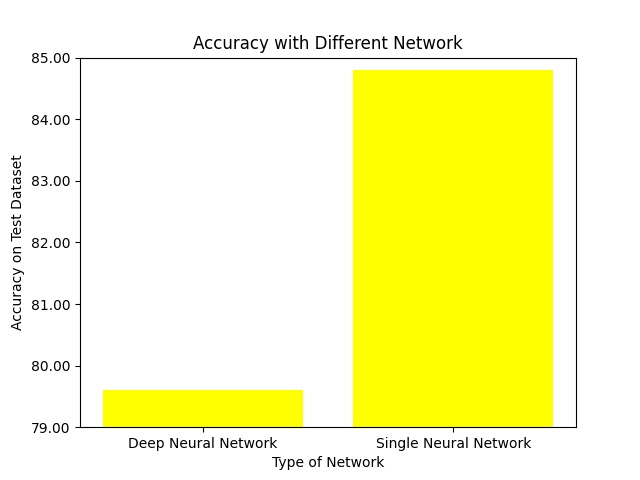 Accuracy with Different Network
85.00
84.00
83.00
82.00
81.00
80.00
79.00
Accuracy on Test Dataset
Deep Neural Network
Single Neural Network
Type of Network